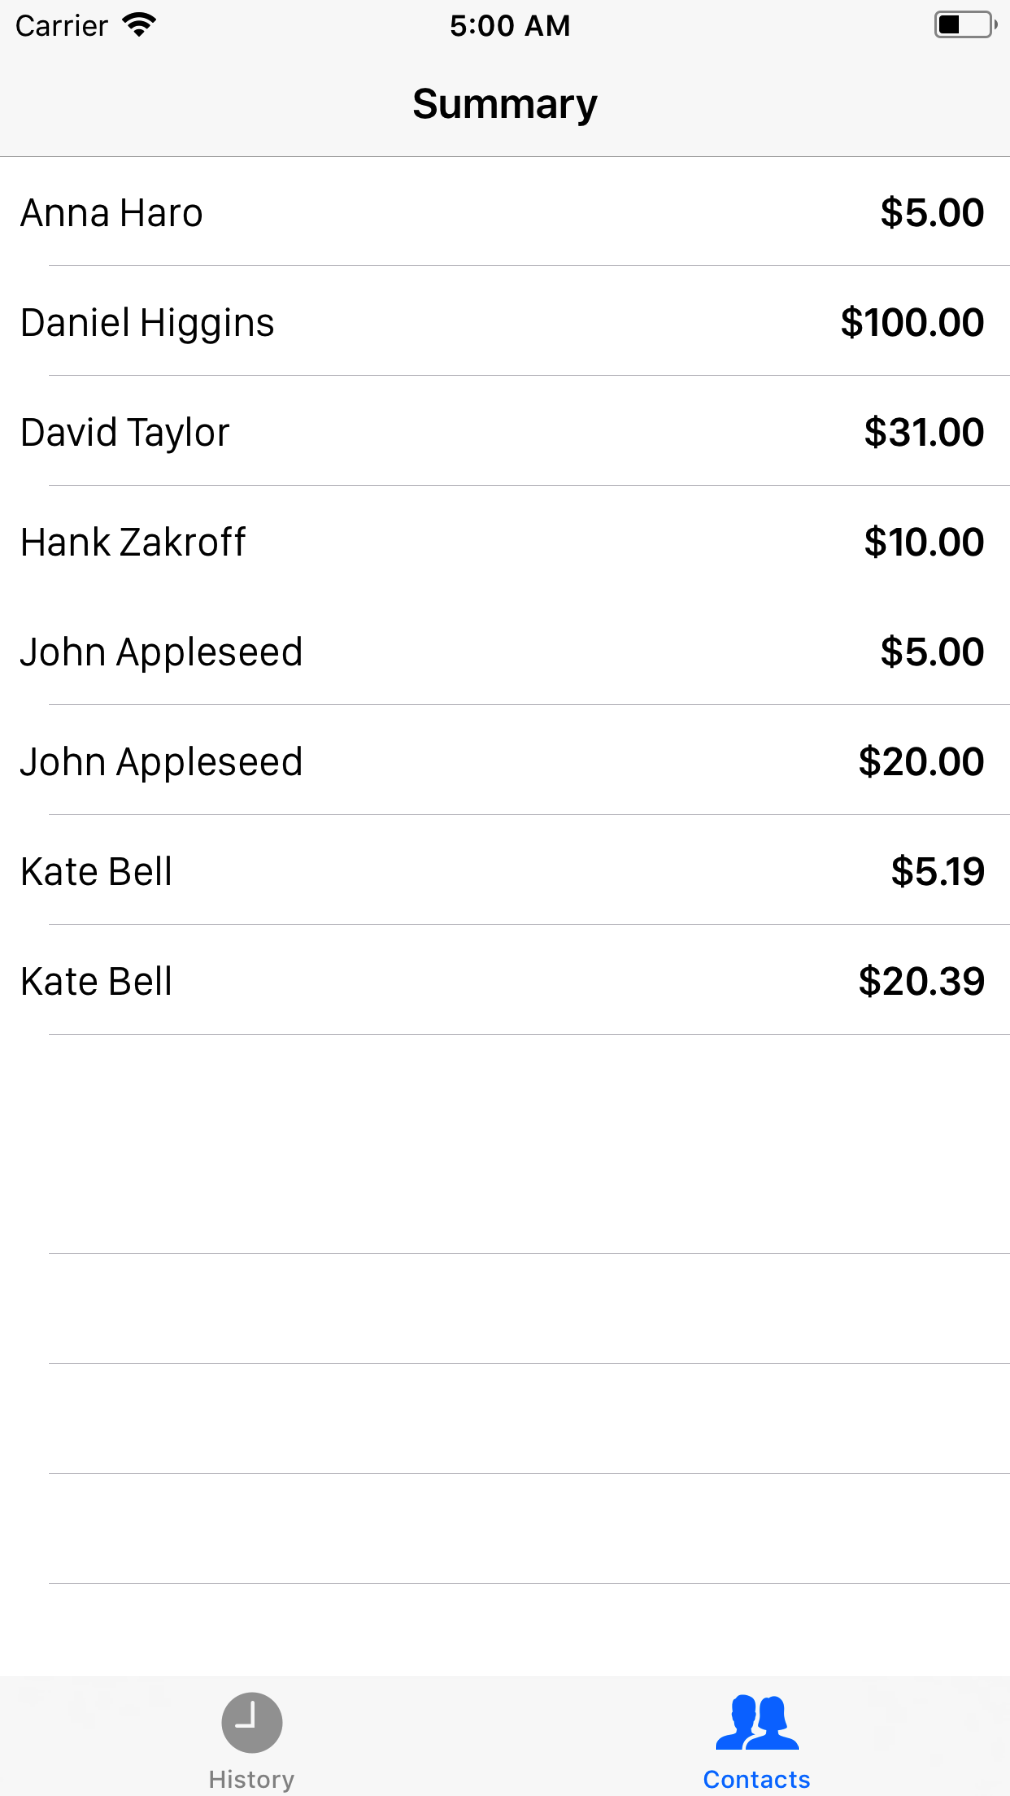 Carrier 5:00 AM
Summary
Anna Haro $5.00
Daniel Higgins $100.00
David Taylor $31.00
Hank Zakroff $10.00
John Appleseed $5.00
John Appleseed $20.00
Kate Bell $5.19
Kate Bell $20.39
History Contacts